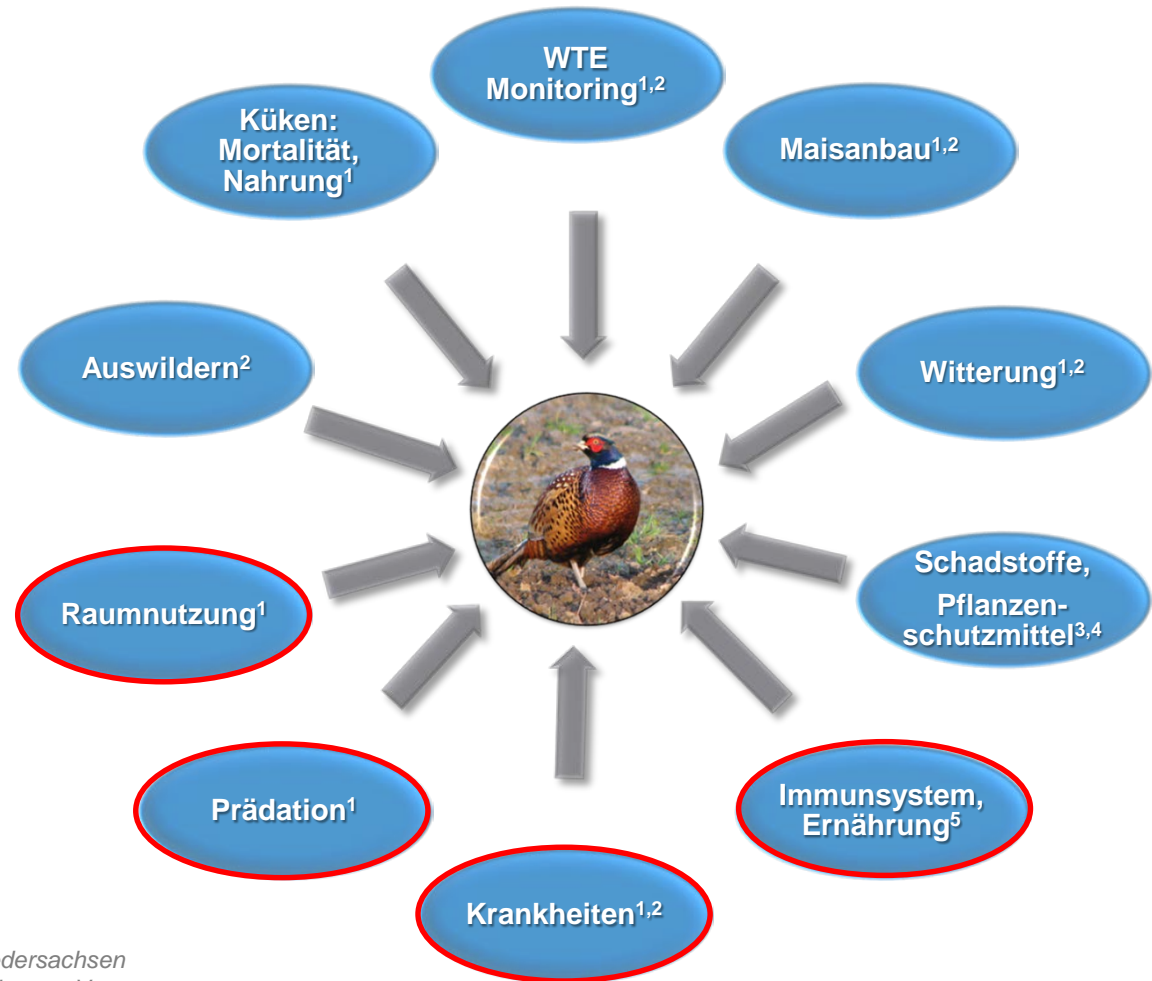 WTE
Monitoring¹,²
Küken:
Mortalität,
Nahrung¹
Maisanbau¹,²
Auswildern²
Witterung¹,²
Raumnutzung¹
Schadstoffe,
Pflanzen-
schutzmittel³,⁴
Prädation¹
Immunsystem,
Ernährung⁵
Krankheiten¹,²
edersachsen